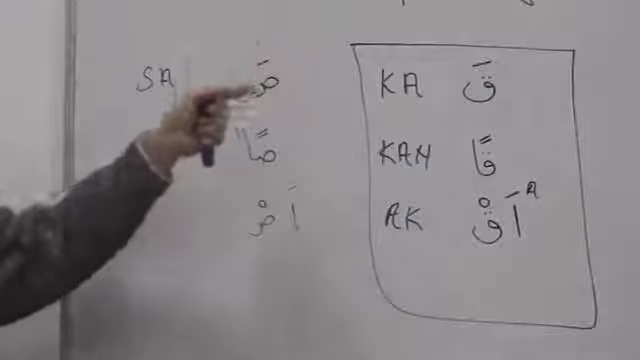 SA صَ KA قَ
صًا KAN قًا
أَصْ AK اَقْ A